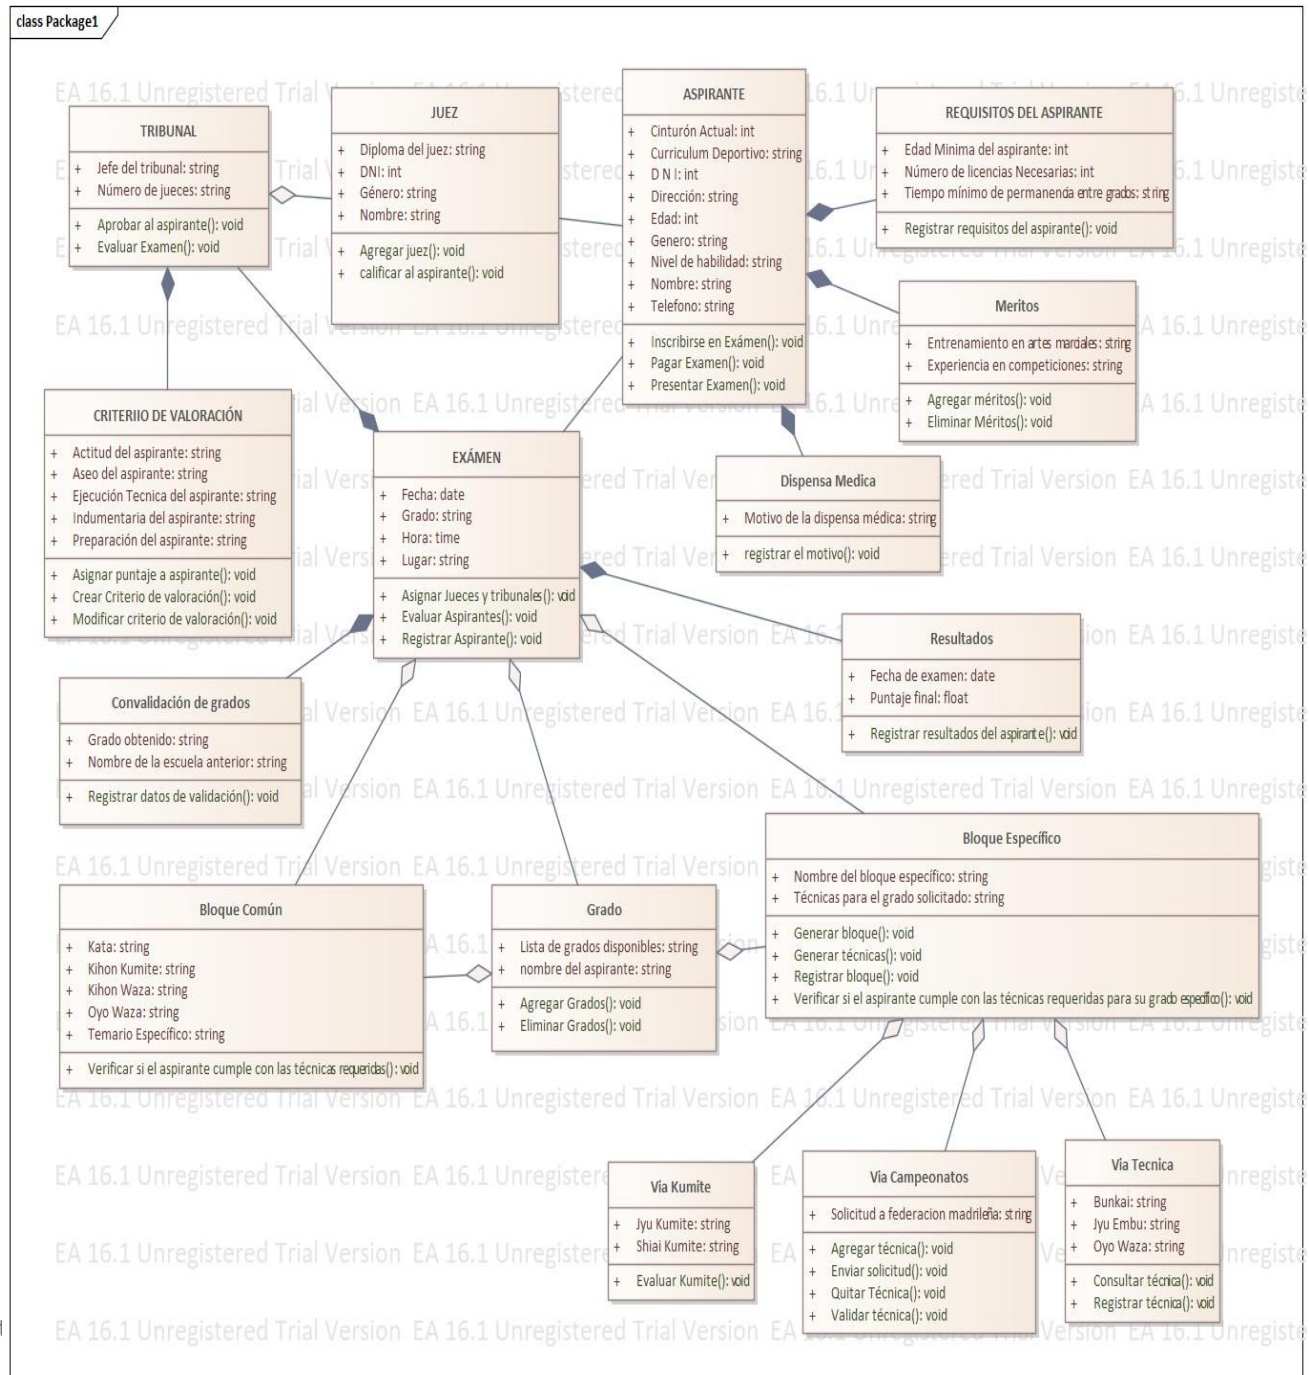 class Package1
TRIBUNAL
+ Jefe del tribunal: string
+ Número de jueces: string
+ Aprobar al aspirante(): void
+ Evaluar Examen(): void
JUEZ
+ Diploma del juez: string
+ DNI: int
+ Género: string
+ Nombre: string
+ Agregar juez(): void
+ calificar al aspirante(): void
ASPIRANTE
+ Cinturón Actual: int
+ Curriculum Deportivo: string
+ D N I: int
+ Dirección: string
+ Edad: int
+ Genero: string
+ Nivel de habilidad: string
+ Nombre: string
+ Telefono: string
+ Inscribirse en Exámen(): void
+ Pagar Examen(): void
+ Presentar Examen(): void
REQUISITOS DEL ASPIRANTE
+ Edad Minima del aspirante: int
+ Número de licencias Necesarias: int
+ Tiempo mínimo de permanencia entre grados: string
+ Registrar requisitos del aspirante(): void
Meritos
+ Entrenamiento en artes marciales: string
+ Experiencia en competiciones: string
+ Agregar méritos(): void
+ Eliminar Méritos(): void
CRITERIIO DE VALORACIÓN
+ Actitud del aspirante: string
+ Aseo del aspirante: string
+ Ejecución Tecnica del aspirante: string
+ Indumentaria del aspirante: string
+ Preparación del aspirante: string
+ Asignar puntaje a aspirante(): void
+ Crear Criterio de valoración(): void
+ Modificar criterio de valoración(): void
EXÁMEN
+ Fecha: date
+ Grado: string
+ Hora: time
+ Lugar: string
+ Asignar Jueces y tribunales(): void
+ Evaluar Aspirantes(): void
+ Registrar Aspirante(): void
Dispensa Medica
+ Motivo de la dispensa médica: string
+ registrar el motivo(): void
Resultados
+ Fecha de examen: date
+ Puntaje final: float
+ Registrar resultados del aspirante(): void
Convalidación de grados
+ Grado obtenido: string
+ Nombre de la escuela anterior: string
+ Registrar datos de validación(): void
Bloque Común
+ Kata: string
+ Kihon Kumite: string
+ Kihon Waza: string
+ Oyo Waza: string
+ Temario Específico: string
+ Verificar si el aspirante cumple con las técnicas requeridas(): void
Grado
+ Lista de grados disponibles: string
+ nombre del aspirante: string
+ Agregar Grados(): void
+ Eliminar Grados(): void
Bloque Específico
+ Nombre del bloque específico: string
+ Técnicas para el grado solicitado: string
+ Generar bloque(): void
+ Generar técnicas(): void
+ Registrar bloque(): void
+ Verificar si el aspirante cumple con las técnicas requeridas para su grado especifico(): void
Via Kumite
+ Jyu Kumite: string
+ Shiai Kumite: string
+ Evaluar Kumite(): void
Via Campeonatos
+ Solicitud a federacion madrileña: string
+ Agregar técnica(): void
+ Enviar solicitud(): void
+ Quitar Técnica(): void
+ Validar técnica(): void
Via Tecnica
+ Bunkai: string
+ Jyu Embu: string
+ Oyo Waza: string
+ Consultar técnica(): void
+ Registrar técnica(): void
EA 16.1 Unregistered Trial Version